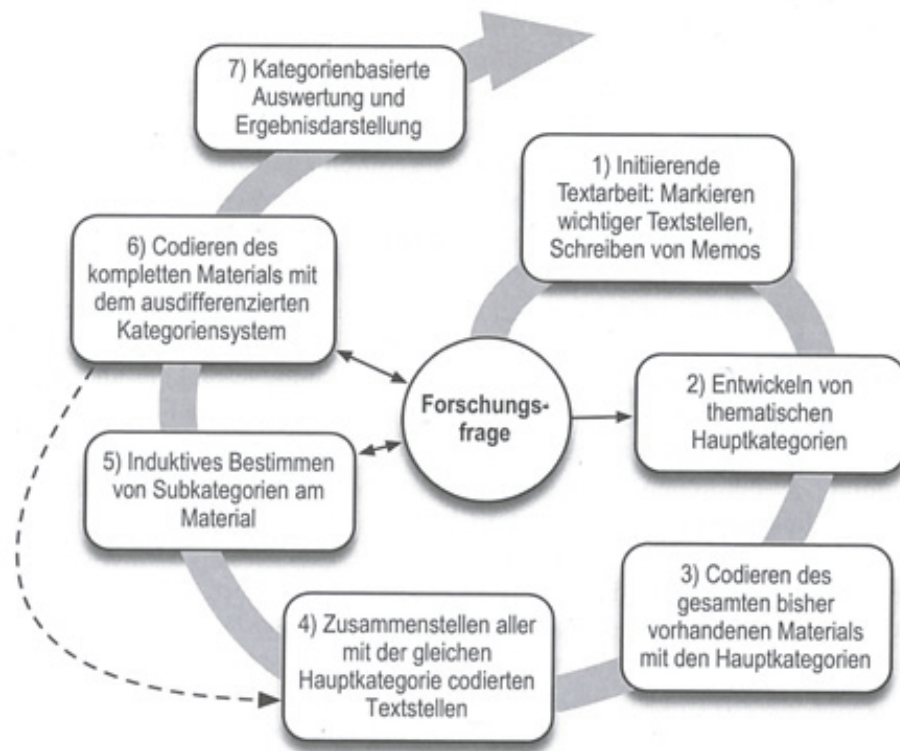 7) Kategorienbasierte
Auswertung und
Ergebnisdarstellung
1) Initiierende
Textarbeit: Markieren
wichtiger Textstellen,
Schreiben von Memos
6) Codieren des
kompletten Materials mit
dem ausdifferenzierten
Kategoriensystem
Forschungs-
frage
2) Entwickeln von
thematischen
Hauptkategorien
5) Induktives Bestimmen
von Subkategorien am
Material
3) Codieren des
gesamten bisher
vorhandenen Materials
mit den Hauptkategorien
4) Zusammenstellen aller
mit der gleichen
Hauptkategorie codierten
Textstellen